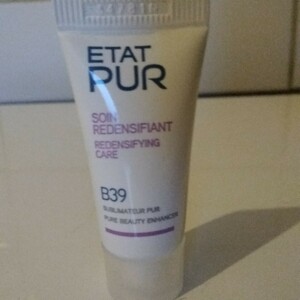 ETAT
PUR
SOIN
REDENSIFIANT
REDENSIFYING
CARE
B39
SUBLIMATEUR PUR
PURE BEAUTY ENHANCER